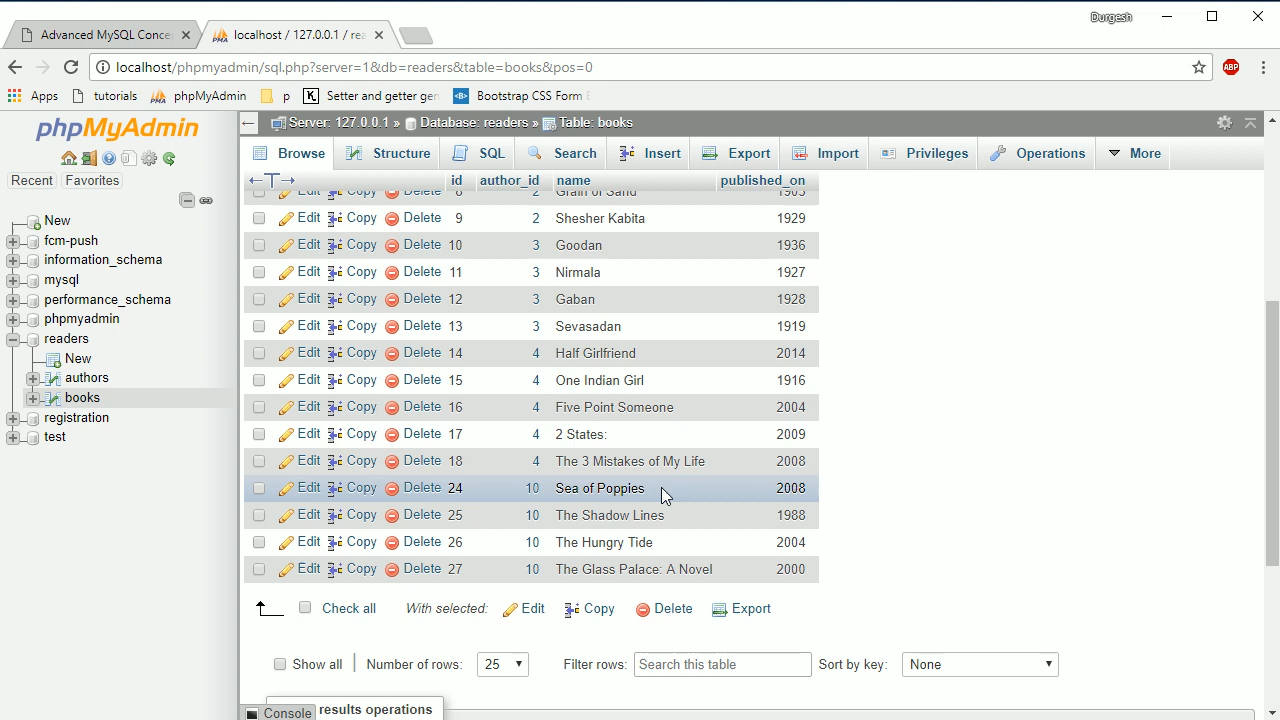 Durgesh
Advanced MySQL Conce
localhost / 127.0.0.1 / rea
localhost/phpmyadmin/sql.php?server=1&db=readers&table=books&pos=0
ABP
Apps tutorials phpMyAdmin p Setter and getter gen Bootstrap CSS Form E
phpMyAdmin
Recent Favorites
New
fcm-push
information_schema
mysql
performance_schema
phpmyadmin
readers
New
authors
books
registration
test
Server: 127.0.0.1 » Database: readers » Table: books
Browse Structure SQL Search Insert Export Import Privileges Operations More
id author_id name published_on
Edit Copy Delete 8 2 Grain of Sand 1903
Edit Copy Delete 9 2 Shesher Kabita 1929
Edit Copy Delete 10 3 Goodan 1936
Edit Copy Delete 11 3 Nirmala 1927
Edit Copy Delete 12 3 Gaban 1928
Edit Copy Delete 13 3 Sevasadan 1919
Edit Copy Delete 14 4 Half Girlfriend 2014
Edit Copy Delete 15 4 One Indian Girl 1916
Edit Copy Delete 16 4 Five Point Someone 2004
Edit Copy Delete 17 4 2 States: 2009
Edit Copy Delete 18 4 The 3 Mistakes of My Life 2008
Edit Copy Delete 24 10 Sea of Poppies 2008
Edit Copy Delete 25 10 The Shadow Lines 1988
Edit Copy Delete 26 10 The Hungry Tide 2004
Edit Copy Delete 27 10 The Glass Palace: A Novel 2000
Check all With selected: Edit Copy Delete Export
Show all Number of rows: 25 Filter rows: Search this table Sort by key: None
Console results operations